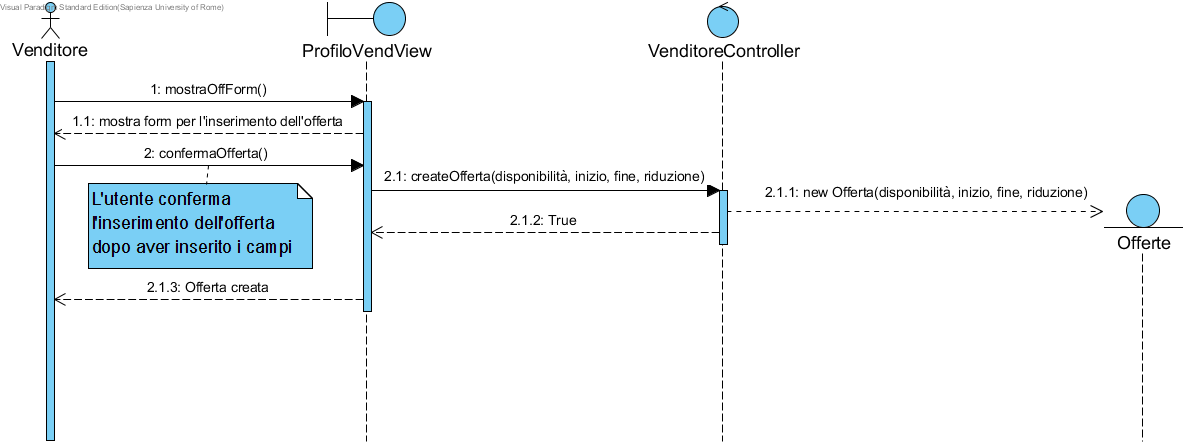 Visual Paradigm Standard Edition(Sapienza University of Rome)
Venditore
ProfiloVendView
VenditoreController
1: mostraOffForm()
1.1: mostra form per l'inserimento dell'offerta
2: confermaOfferta()
2.1: createOfferta(disponibilità, inizio, fine, riduzione)
2.1.1: new Offerta(disponibilità, inizio, fine, riduzione)
L'utente conferma
l'inserimento dell'offerta
dopo aver inserito i campi
2.1.2: True
Offerte
2.1.3: Offerta creata